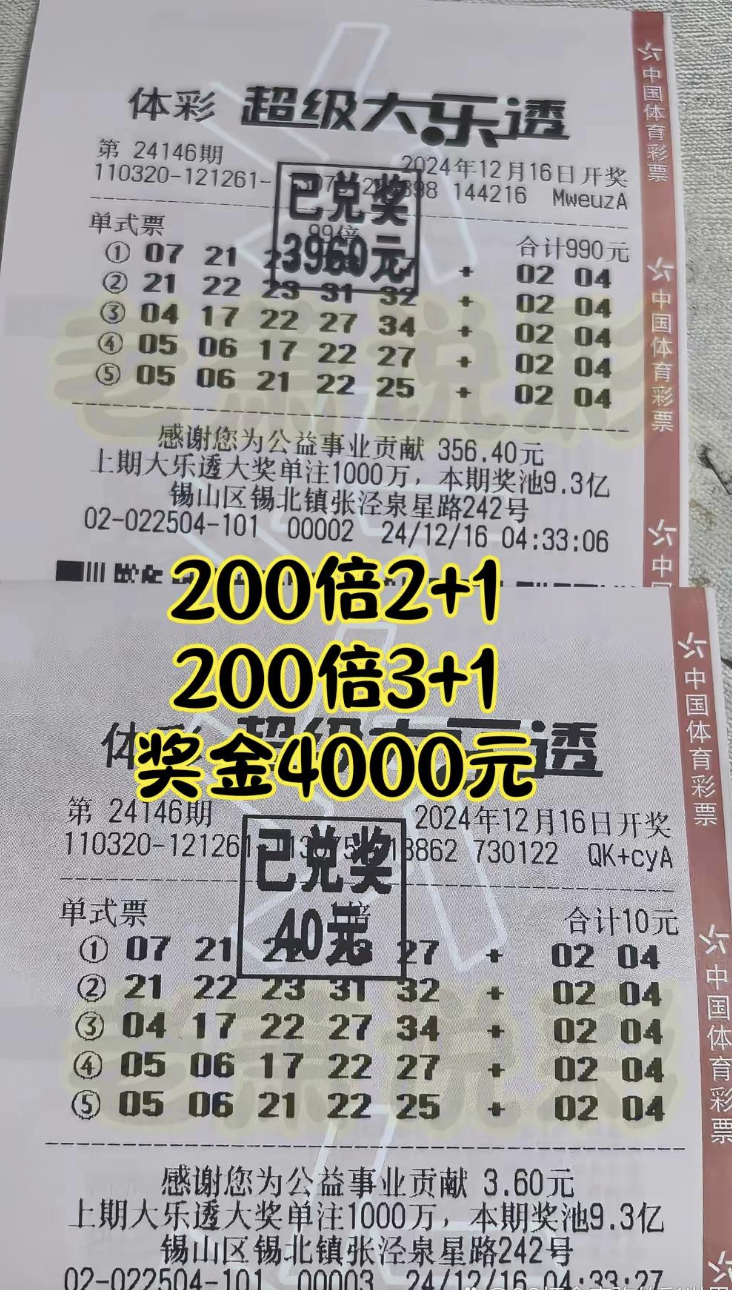 体彩 超级大乐透
第 24146期 2024年12月16日开奖
110320-121261- 898 144216 MweuzA
已兑奖
3960元
单式票 99倍 合计990元
① 07 21 27 + 02 04
② 21 22 23 31 32 + 02 04
③ 04 17 22 27 34 + 02 04
④ 05 06 17 22 27 + 02 04
⑤ 05 06 21 22 25 + 02 04
感谢您为公益事业贡献 356.40元
上期大乐透大奖单注1000万，本期奖池9.3亿
锡山区锡北镇张泾泉星路242号
02-022504-101 00002 24/12/16 04:33:06
中国体育彩票
中国体育彩票
中国
200倍2+1
200倍3+1
奖金4000元
体彩 超级大乐透
第 24146期 2024年12月16日开奖
110320-121261 18862 730122 QK+cyA
已兑奖
40元
单式票 倍 合计10元
① 07 21 22 23 27 + 02 04
② 21 22 23 31 32 + 02 04
③ 04 17 22 27 34 + 02 04
④ 05 06 17 22 27 + 02 04
⑤ 05 06 21 22 25 + 02 04
感谢您为公益事业贡献 3.60元
上期大乐透大奖单注1000万，本期奖池9.3亿
锡山区锡北镇张泾泉星路242号
02-022504-101 00003 24/12/16 04:33:27
中国体育彩票
中国体育彩票